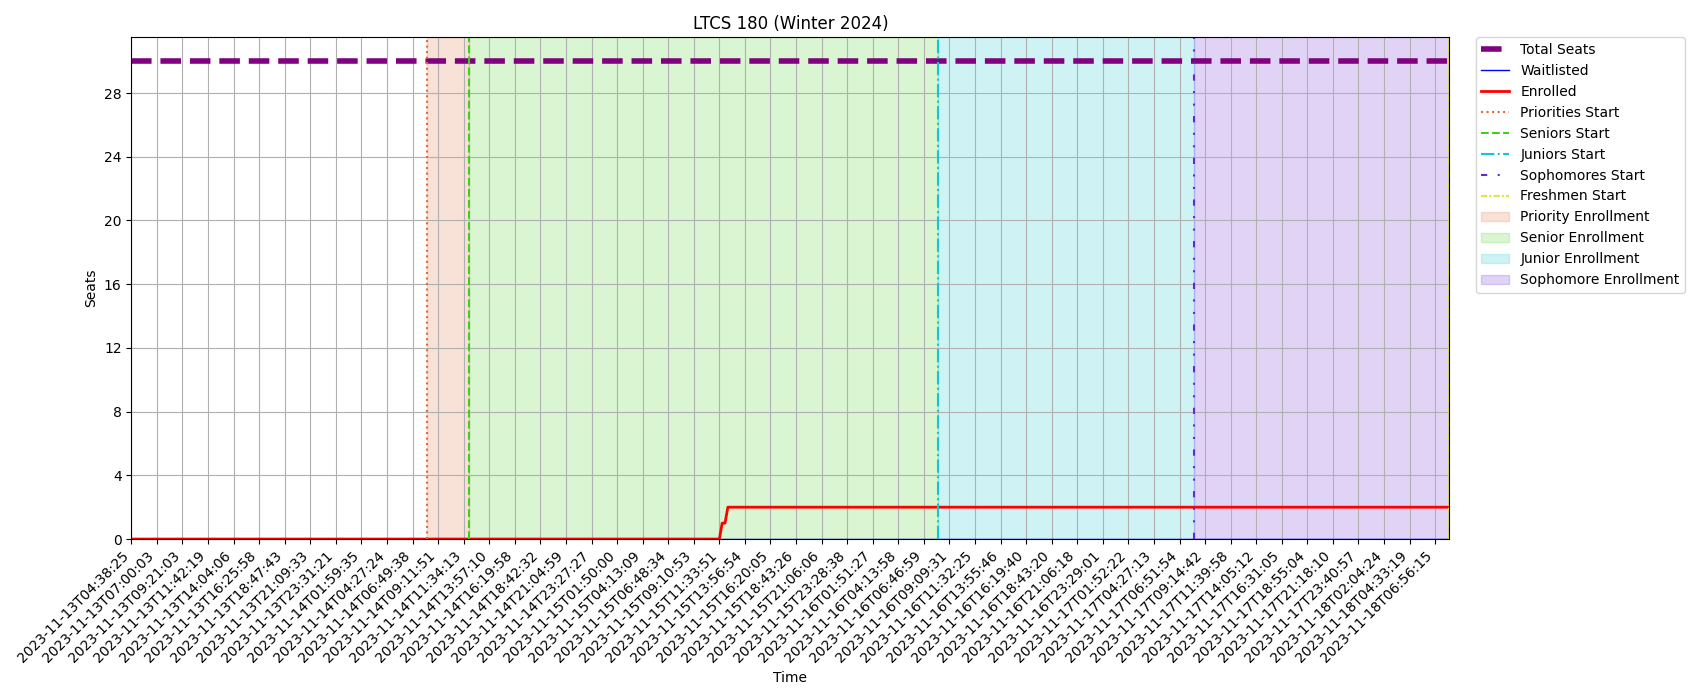 LTCS 180 (Winter 2024)
Seats
28
24
20
16
12
8
4
0
2023-11-13T04:38:25
2023-11-13T07:00:03
2023-11-13T09:21:03
2023-11-13T11:42:19
2023-11-13T14:04:06
2023-11-13T16:25:58
2023-11-13T18:47:43
2023-11-13T21:09:33
2023-11-13T23:31:21
2023-11-14T01:59:35
2023-11-14T04:27:24
2023-11-14T06:49:38
2023-11-14T09:11:51
2023-11-14T11:34:13
2023-11-14T13:57:10
2023-11-14T16:19:58
2023-11-14T18:42:32
2023-11-14T21:04:59
2023-11-14T23:27:27
2023-11-15T01:50:00
2023-11-15T04:13:09
2023-11-15T06:48:34
2023-11-15T09:10:53
2023-11-15T11:33:51
2023-11-15T13:56:54
2023-11-15T16:20:05
2023-11-15T18:43:26
2023-11-15T21:06:06
2023-11-15T23:28:38
2023-11-16T01:51:27
2023-11-16T04:13:58
2023-11-16T06:46:59
2023-11-16T09:09:31
2023-11-16T11:32:25
2023-11-16T13:55:46
2023-11-16T16:19:40
2023-11-16T18:43:20
2023-11-16T21:06:18
2023-11-16T23:29:01
2023-11-17T01:52:22
2023-11-17T04:27:13
2023-11-17T06:51:54
2023-11-17T09:14:42
2023-11-17T11:39:58
2023-11-17T14:05:12
2023-11-17T16:31:05
2023-11-17T18:55:04
2023-11-17T21:18:10
2023-11-17T23:40:57
2023-11-18T02:04:24
2023-11-18T04:33:19
2023-11-18T06:56:15
Time
Total Seats
Waitlisted
Enrolled
Priorities Start
Seniors Start
Juniors Start
Sophomores Start
Freshmen Start
Priority Enrollment
Senior Enrollment
Junior Enrollment
Sophomore Enrollment